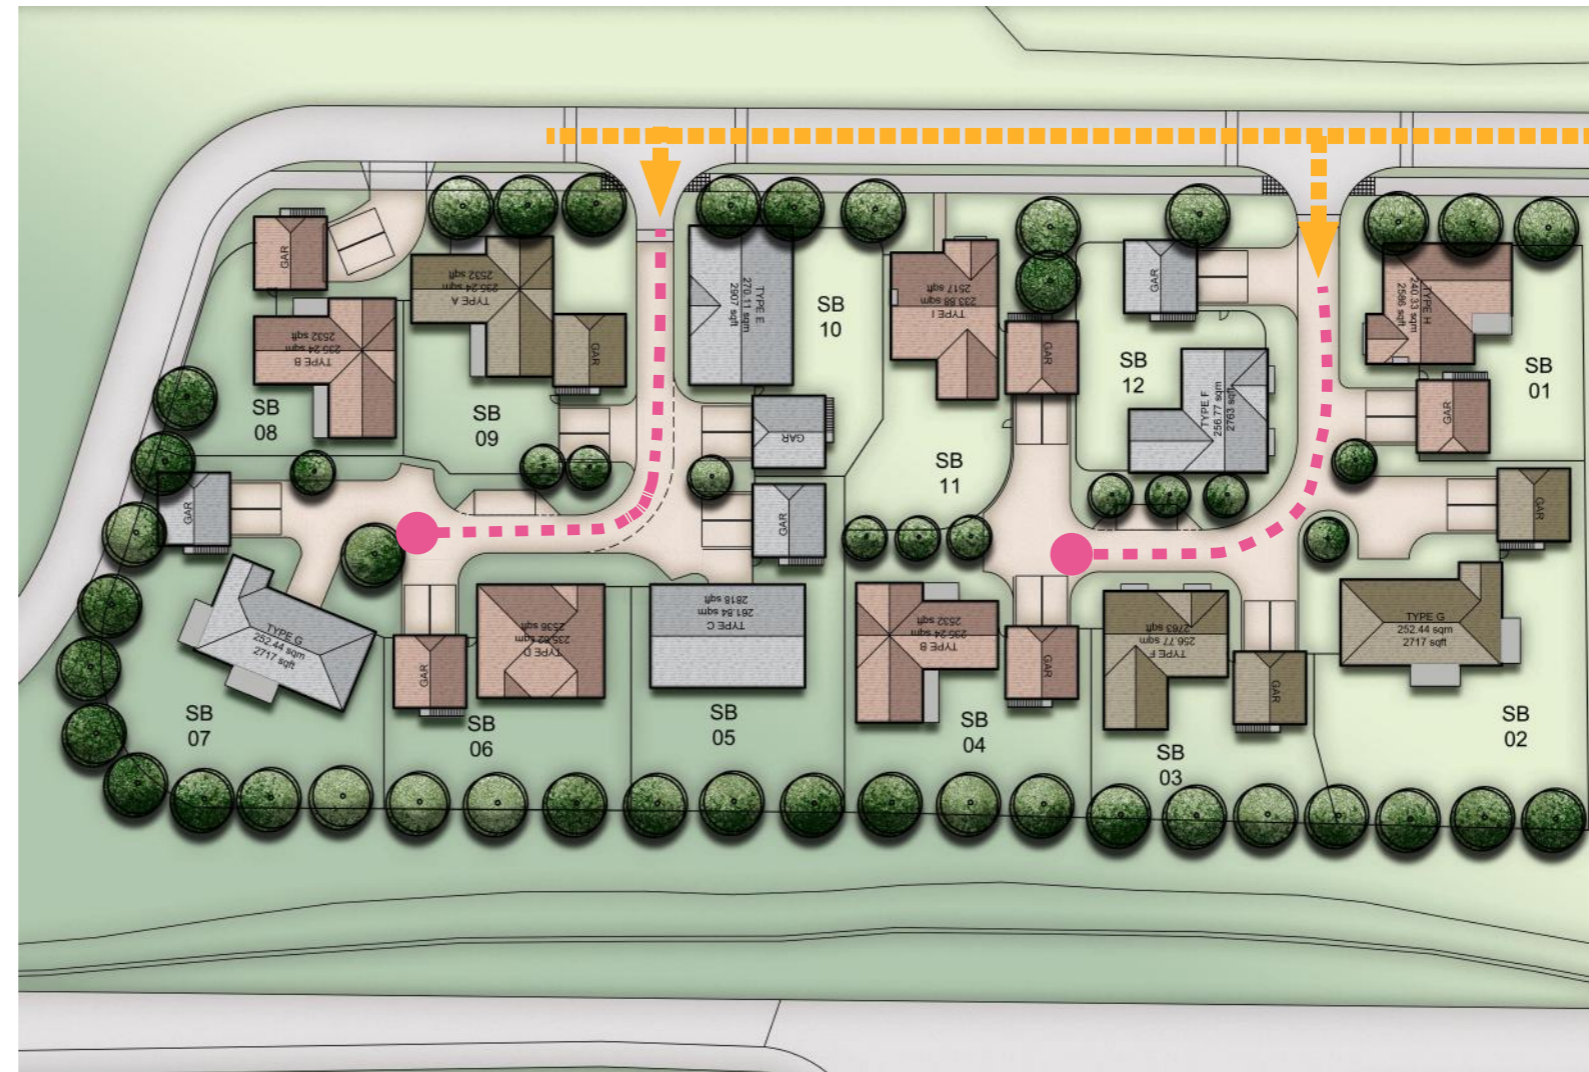 GAR
TYPE B
235.24 sqm
2532 sqft
SB
08
TYPE A
235.24 sqm
2532 sqft
GAR
SB
09
TYPE E
270.11 sqm
2907 sqft
SB
10
GAR
TYPE I
233.88 sqm
2517 sqft
GAR
SB
11
GAR
SB
12
TYPE F
256.77 sqm
2763 sqft
TYPE H
240.33 sqm
2586 sqft
SB
01
GAR
GAR
TYPE G
252.44 sqm
2717 sqft
SB
07
GAR
TYPE D
235.62 sqm
2536 sqft
SB
06
GAR
TYPE C
261.84 sqm
2818 sqft
SB
05
TYPE B
235.24 sqm
2532 sqft
GAR
SB
04
TYPE F
256.77 sqm
2763 sqft
GAR
SB
03
GAR
TYPE G
252.44 sqm
2717 sqft
SB
02